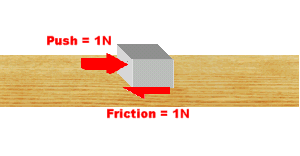 Push = 1N
Friction = 1N